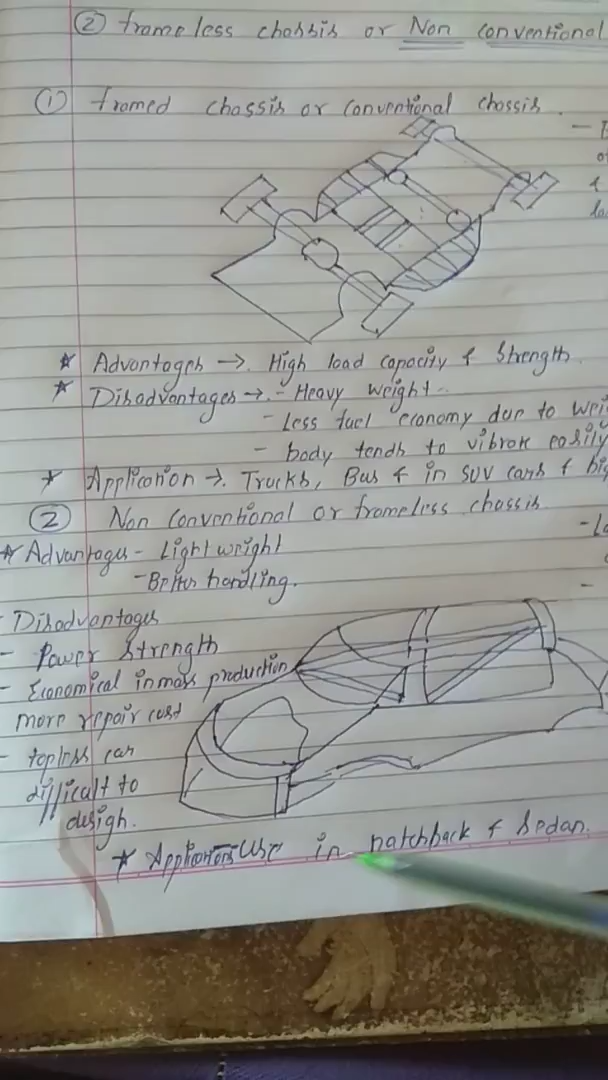 ② frameless chassis or Non conventional
① framed chassis or conventional chassis.
* Advantages → High load capacity & Strength
* Disadvantages → - Heavy weight -
- Less fuel economy due to wei
- body tends to vibrate easily
* Application → Trucks, Bus & in SUV cars & bi
② Non Conventional or frameless chassis
* Advantages - Light weight
- Better handling.
Disadvantages
- Power strength
- Economical in mass production
more repair cost
- topless car
difficult to
design.
* Applications - Use in hatchback & Sedan.